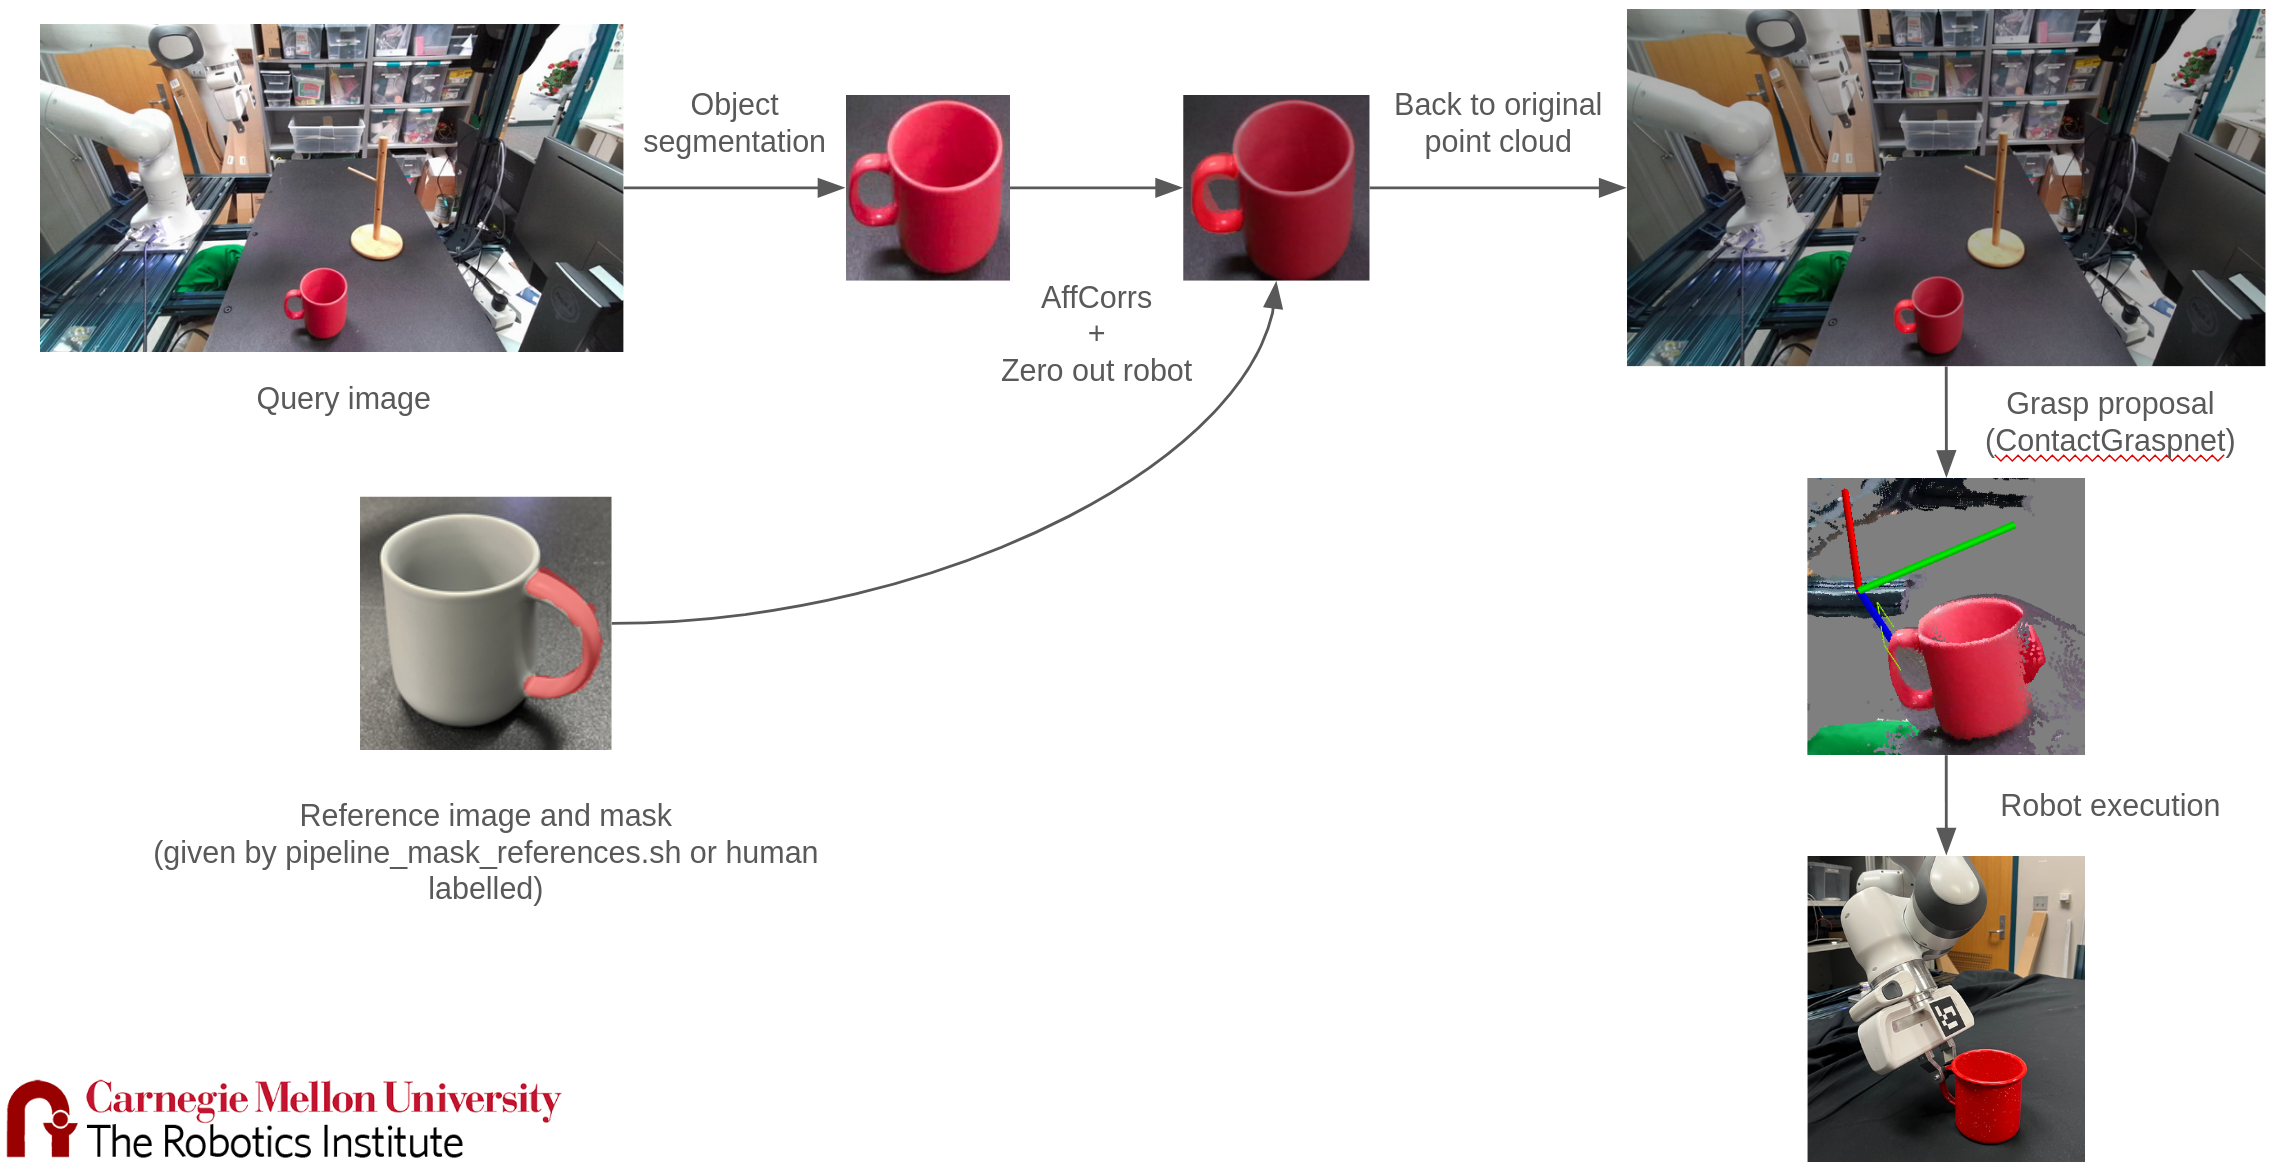 Object
segmentation
Back to original
point cloud
AffCorrs
+
Zero out robot
Query image
Grasp proposal
(ContactGraspnet)
Reference image and mask
(given by pipeline_mask_references.sh or human
labelled)
Robot execution
Carnegie Mellon University
The Robotics Institute